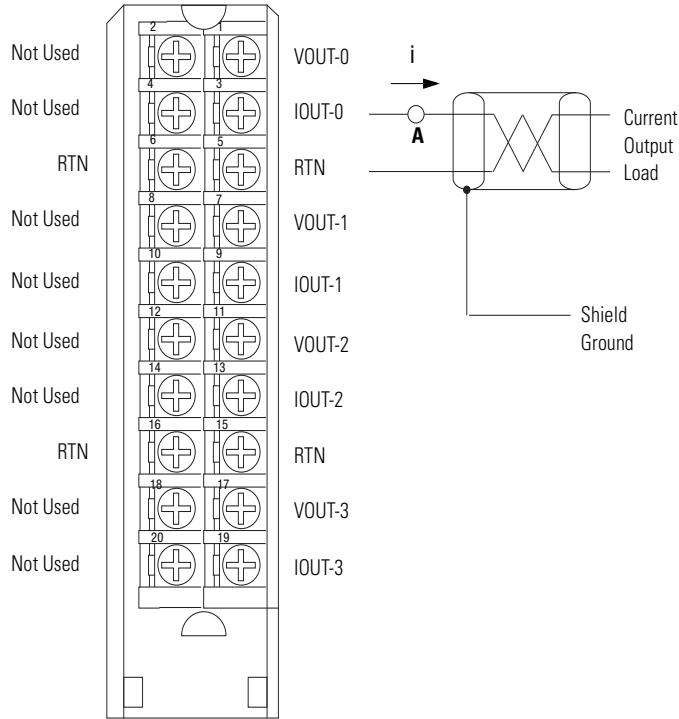 2 1
Not Used VOUT-0
i
4 3
Not Used IOUT-0
A
Current
Output
Load
6 5
RTN RTN
8 7
Not Used VOUT-1
10 9
Not Used IOUT-1
12 11
Not Used VOUT-2
Shield
Ground
14 13
Not Used IOUT-2
16 15
RTN RTN
18 17
Not Used VOUT-3
20 19
Not Used IOUT-3